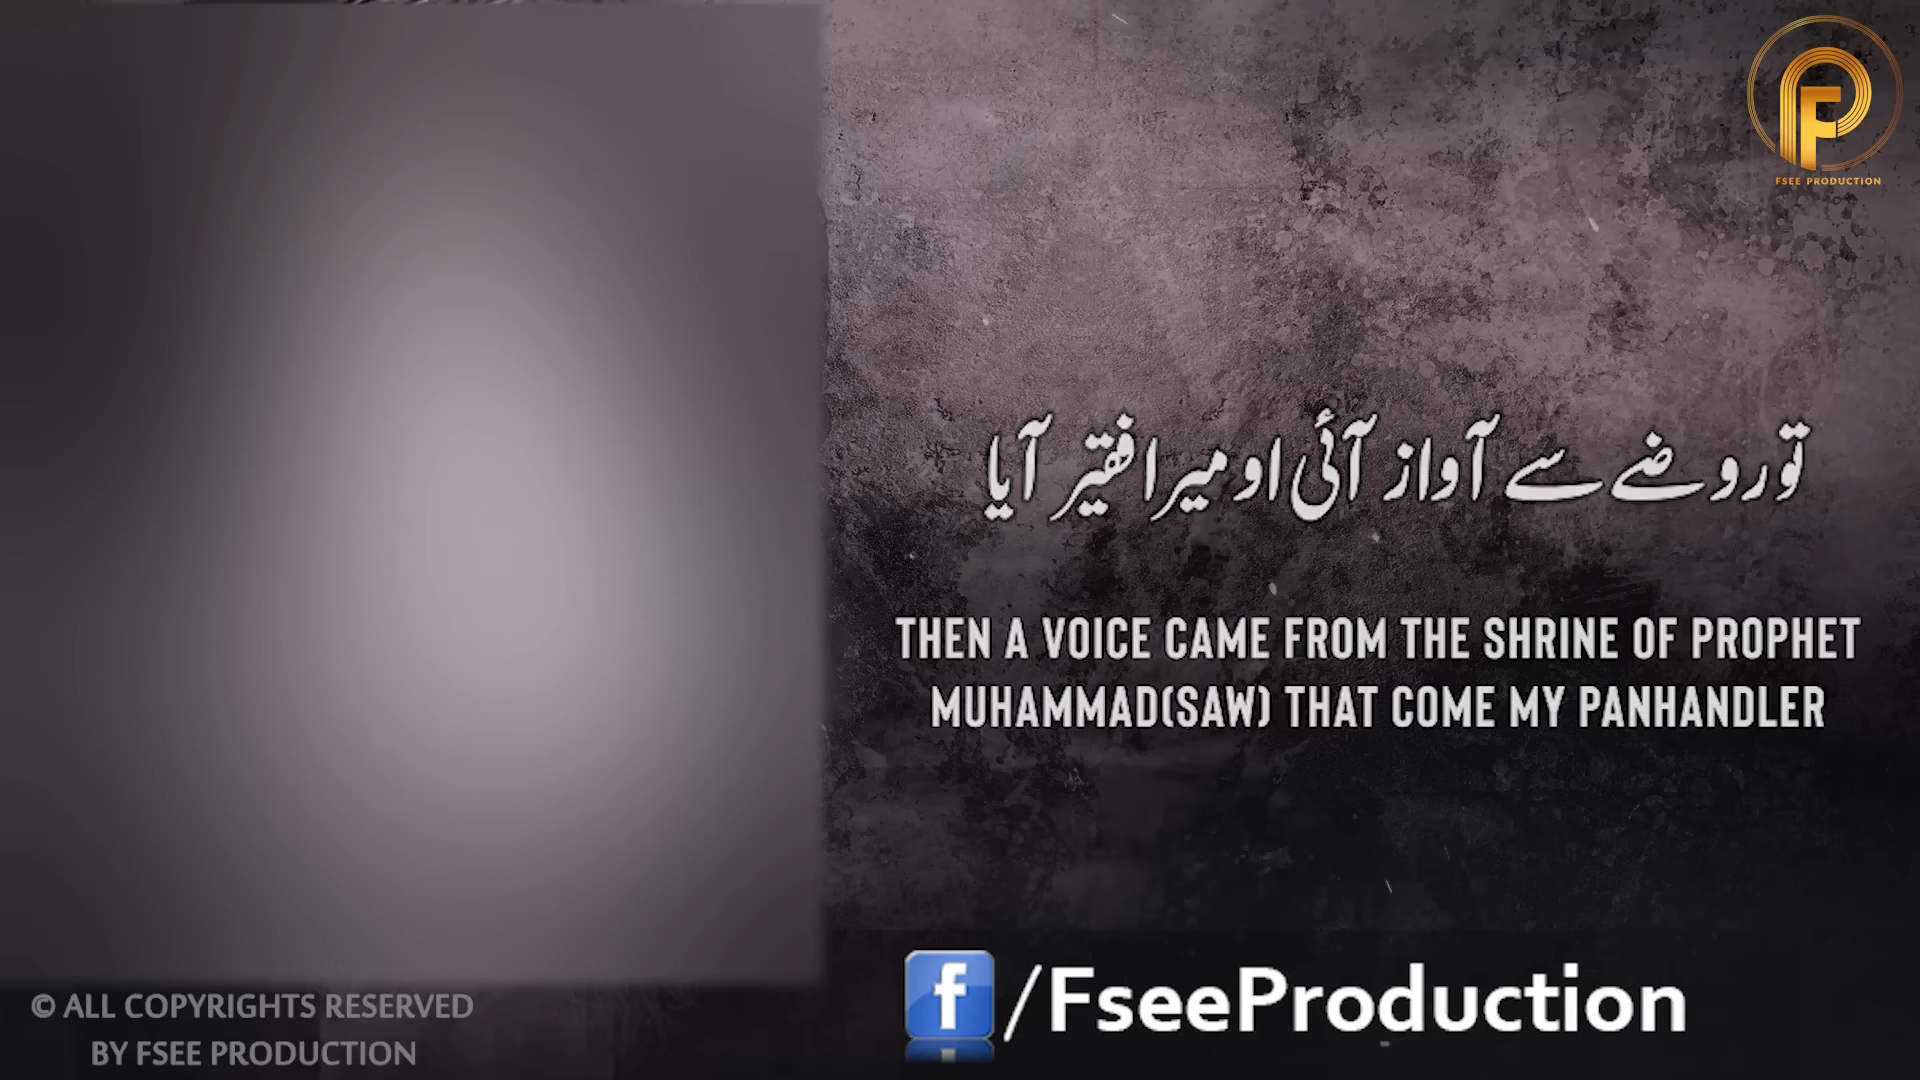 FSEE PRODUCTION
تو روضے سے آواز آئی او میرا فقیر آیا
THEN A VOICE CAME FROM THE SHRINE OF PROPHET
MUHAMMAD(SAW) THAT COME MY PANHANDLER
f/FseeProduction
© ALL COPYRIGHTS RESERVED
BY FSEE PRODUCTION